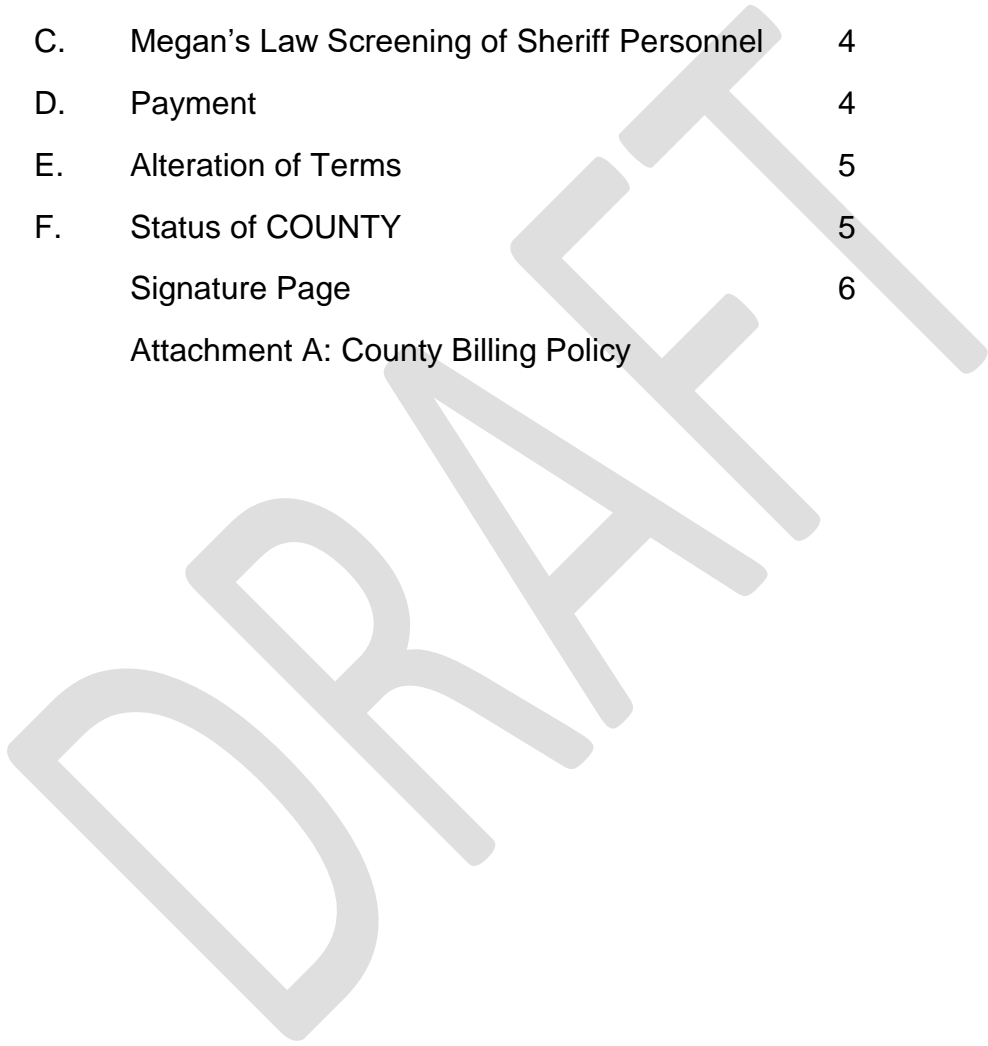 C. Megan’s Law Screening of Sheriff Personnel 4
D. Payment 4
E. Alteration of Terms 5
F. Status of COUNTY 5
Signature Page 6
Attachment A: County Billing Policy
DRAFT